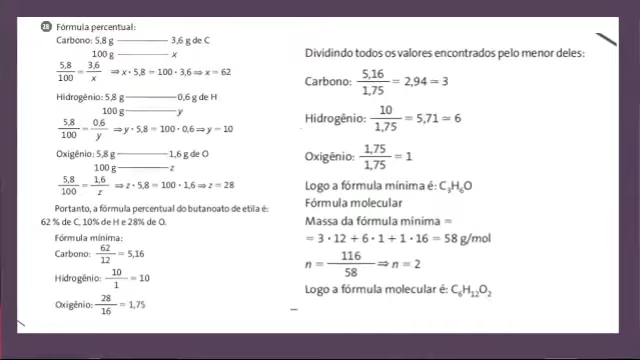 28 Fórmula percentual:
Carbono: 5,8 g ———— 3,6 g de C
100 g ———— x
5,8/100 = 3,6/x ⇒ x · 5,8 = 100 · 3,6 ⇒ x = 62
Hidrogênio: 5,8 g ———— 0,6 g de H
100 g ———— y
5,8/100 = 0,6/y ⇒ y · 5,8 = 100 · 0,6 ⇒ y = 10
Oxigênio: 5,8 g ———— 1,6 g de O
100 g ———— z
5,8/100 = 1,6/z ⇒ z · 5,8 = 100 · 1,6 ⇒ z = 28
Portanto, a fórmula percentual do butanoato de etila é:
62 % de C, 10% de H e 28% de O.
Fórmula mínima:
Carbono: 62/12 = 5,16
Hidrogênio: 10/1 = 10
Oxigênio: 28/16 = 1,75
Dividindo todos os valores encontrados pelo menor deles:
Carbono: 5,16/1,75 = 2,94 ≃ 3
Hidrogênio: 10/1,75 = 5,71 ≃ 6
Oxigênio: 1,75/1,75 = 1
Logo a fórmula mínima é: C₃H₆O
Fórmula molecular
Massa da fórmula mínima =
= 3 · 12 + 6 · 1 + 1 · 16 = 58 g/mol
n = 116/58 ⇒ n = 2
Logo a fórmula molecular é: C₆H₁₂O₂